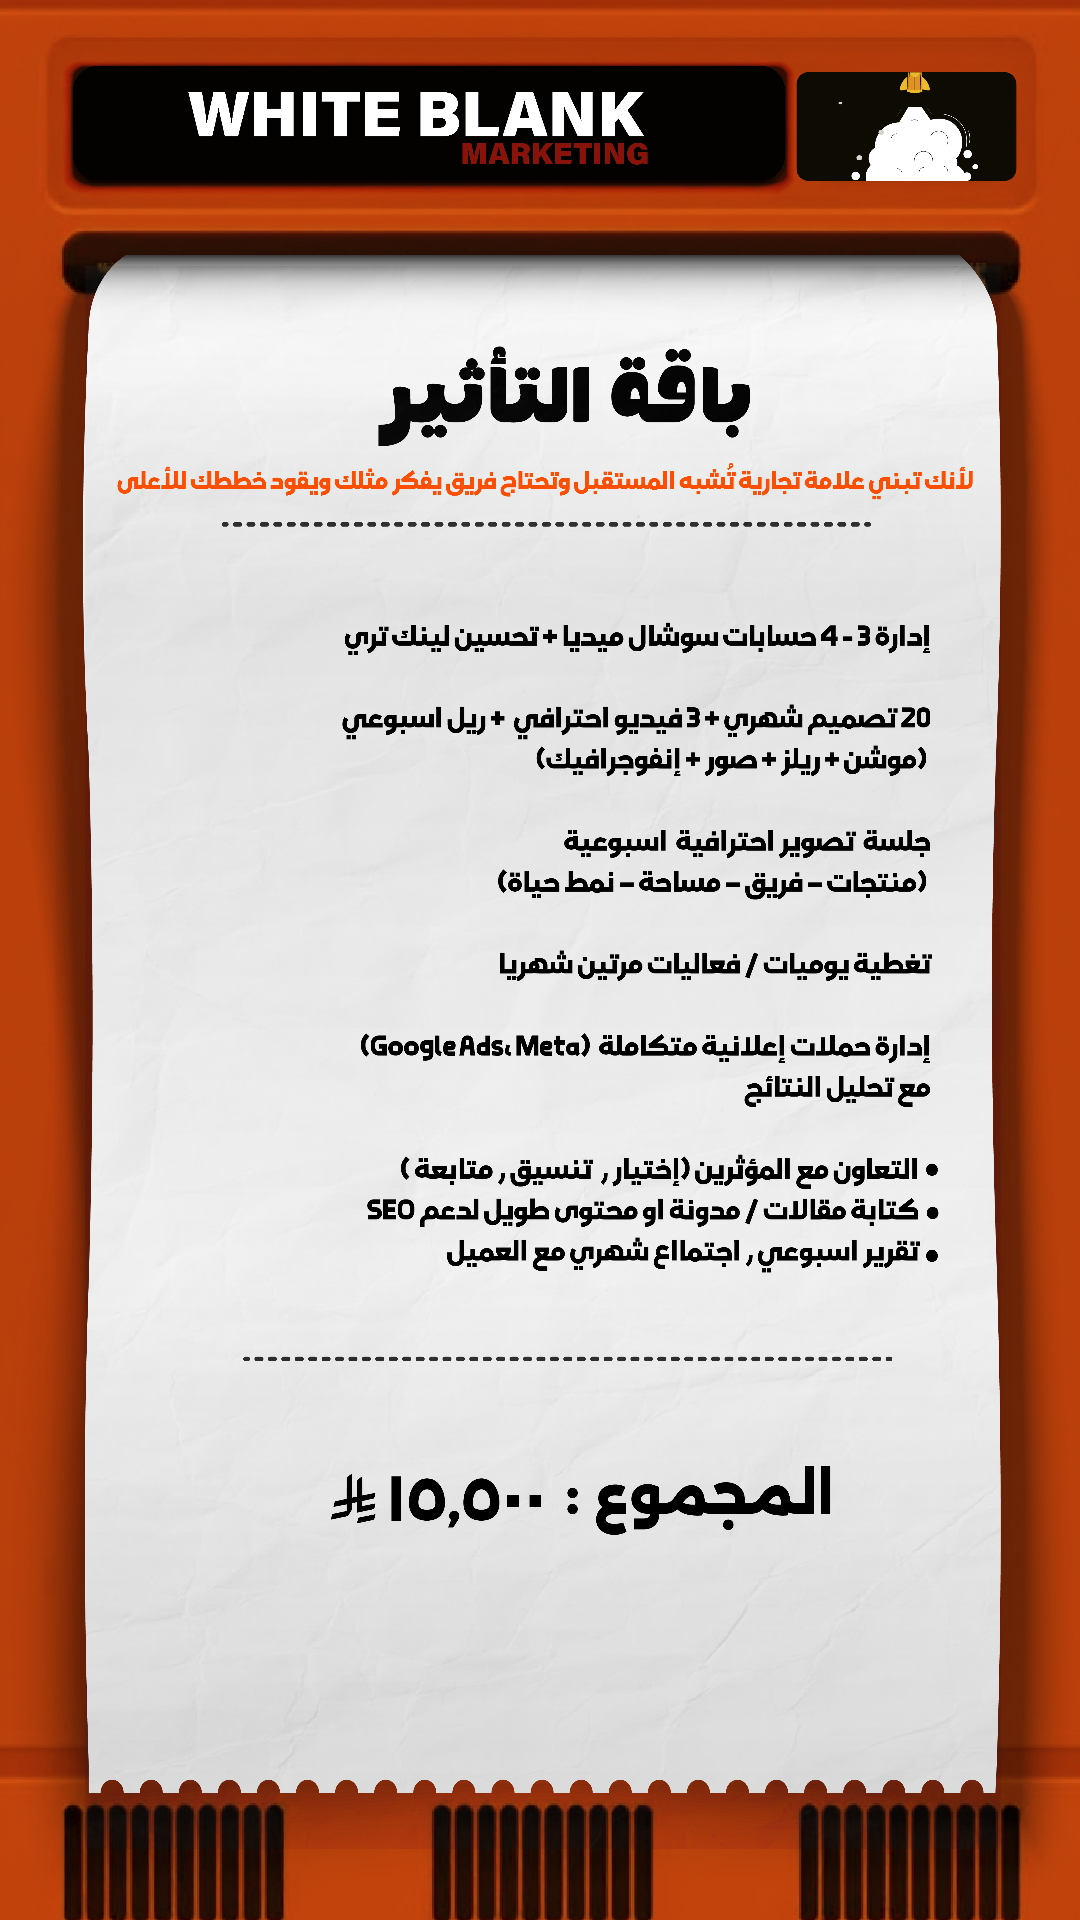 WHITE BLANK
MARKETING
باقة التأثير
لأنك تبني علامة تجارية تُشبه المستقبل وتحتاج فريق يفكر مثلك ويقود خططك للأعلى
إدارة 3 - 4 حسابات سوشال ميديا + تحسين لينك تري
20 تصميم شهري + 3 فيديو احترافي + ريل اسبوعي
(موشن + ريلز + صور + إنفوجرافيك)
جلسة تصوير احترافية اسبوعية
(منتجات – فريق – مساحة – نمط حياة)
تغطية يوميات / فعاليات مرتين شهريا
إدارة حملات إعلانية متكاملة (Google Ads، Meta)
مع تحليل النتائج
• التعاون مع المؤثرين (إختيار , تنسيق , متابعة )
• كتابة مقالات / مدونة او محتوى طويل لدعم SEO
• تقرير اسبوعي , اجتمااع شهري مع العميل
المجموع : ١٥,٥٠٠ ⃁